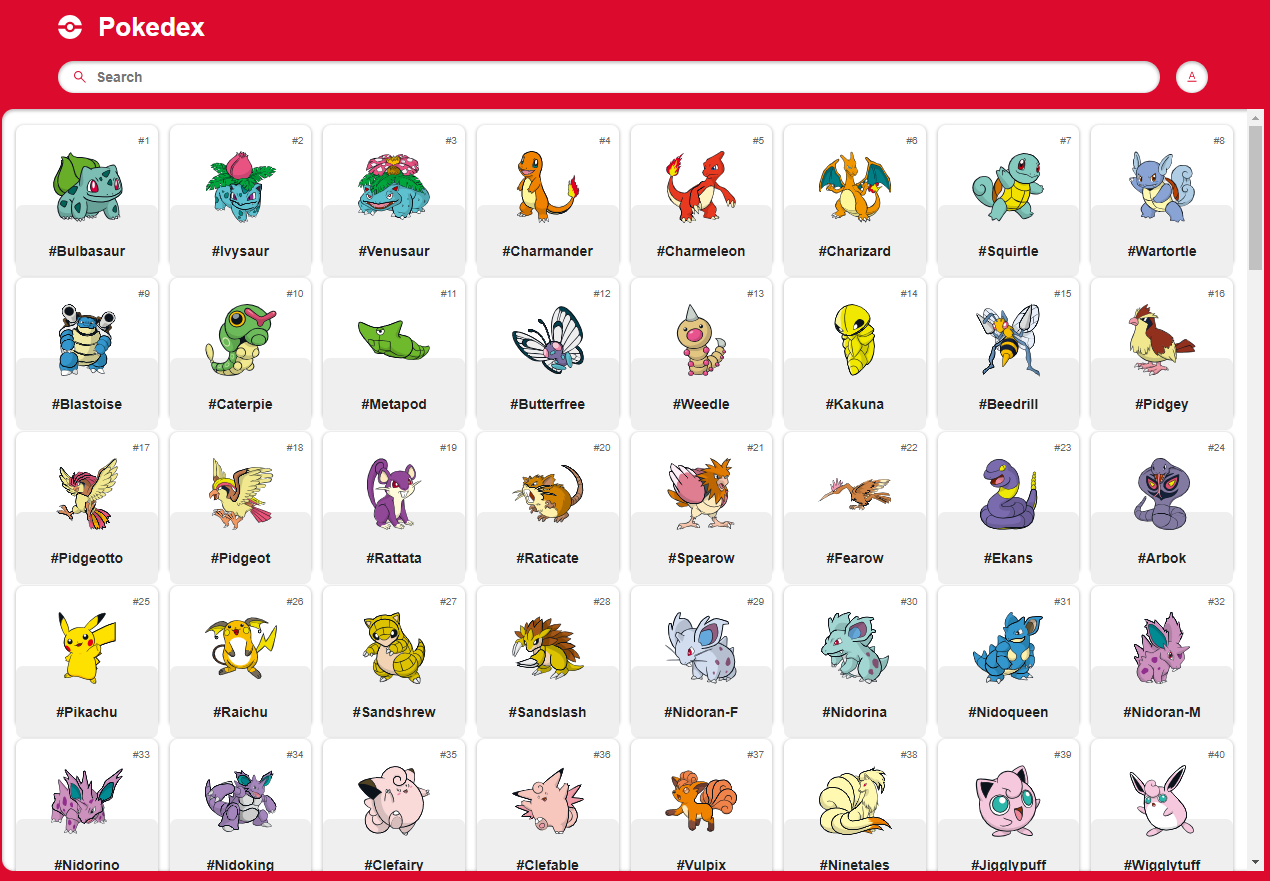 Pokedex
Search
A
#1 #2 #3 #4 #5 #6 #7 #8
#Bulbasaur #Ivysaur #Venusaur #Charmander #Charmeleon #Charizard #Squirtle #Wartortle
#9 #10 #11 #12 #13 #14 #15 #16
#Blastoise #Caterpie #Metapod #Butterfree #Weedle #Kakuna #Beedrill #Pidgey
#17 #18 #19 #20 #21 #22 #23 #24
#Pidgeotto #Pidgeot #Rattata #Raticate #Spearow #Fearow #Ekans #Arbok
#25 #26 #27 #28 #29 #30 #31 #32
#Pikachu #Raichu #Sandshrew #Sandslash #Nidoran-F #Nidorina #Nidoqueen #Nidoran-M
#33 #34 #35 #36 #37 #38 #39 #40
#Nidorino #Nidoking #Clefairy #Clefable #Vulpix #Ninetales #Jigglypuff #Wigglytuff